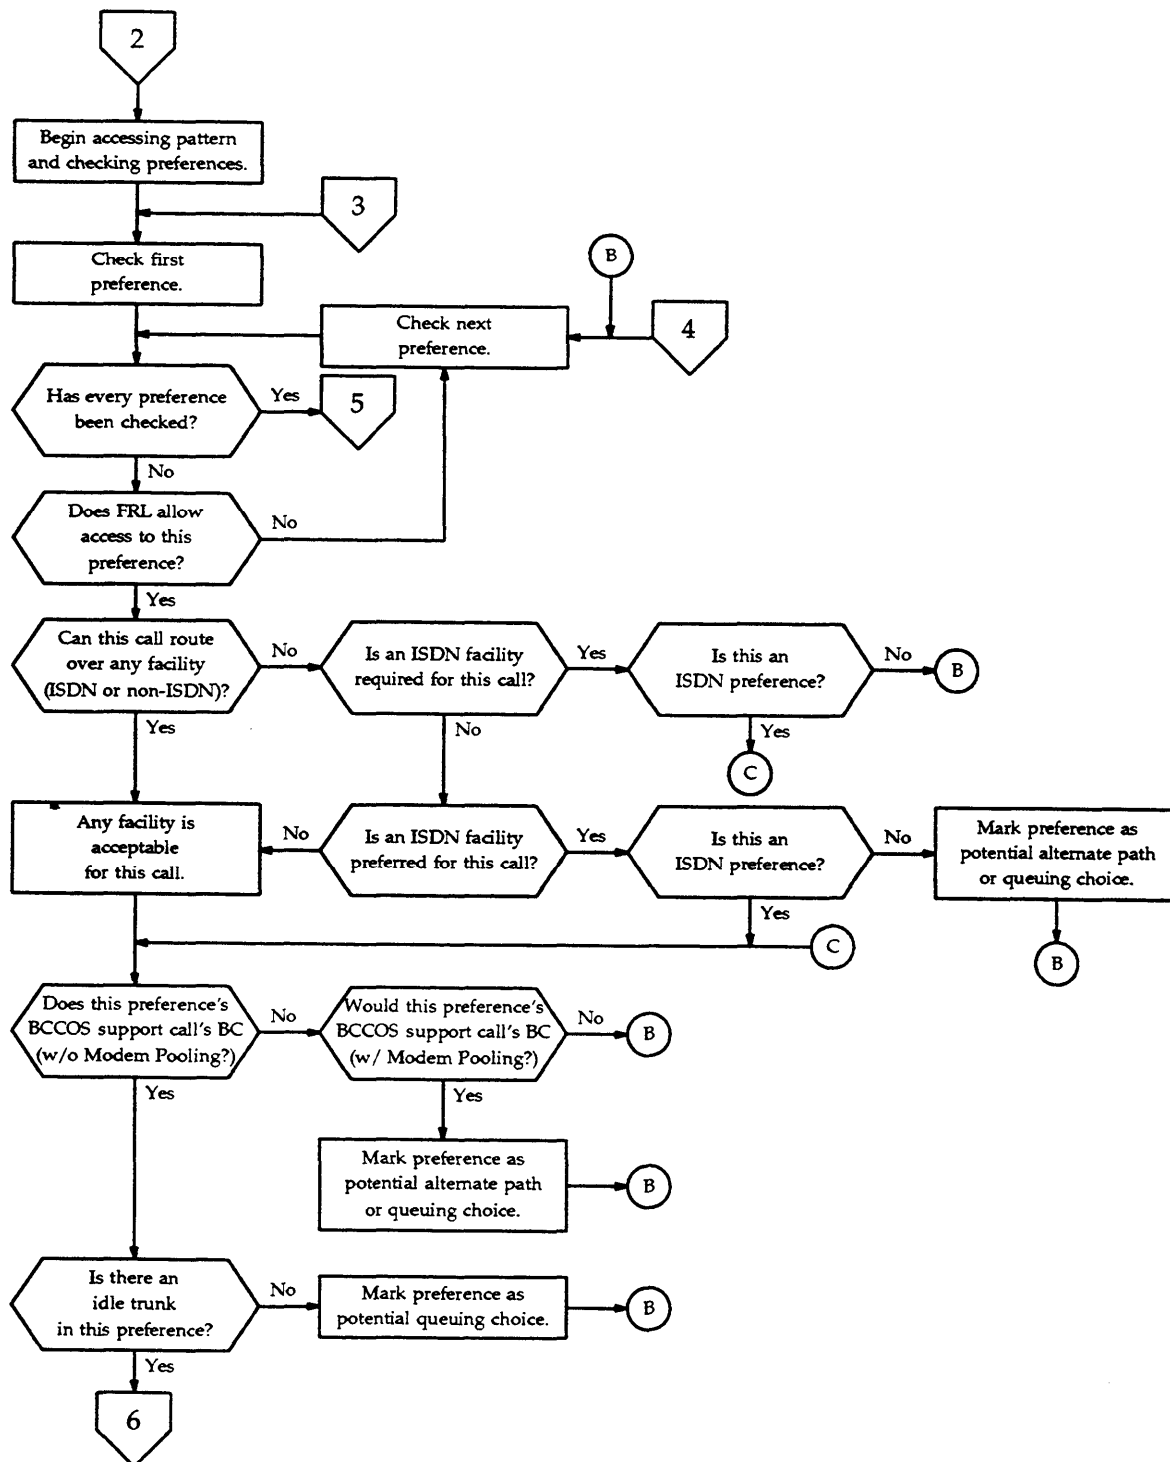 2
Begin accessing pattern
and checking preferences.
3
Check first
preference.
B
Check next
preference.
4
Has every preference
been checked?
Yes
5
No
Does FRL allow
access to this
preference?
No
Yes
Can this call route
over any facility
(ISDN or non-ISDN)?
No
Is an ISDN facility
required for this call?
Yes
Is this an
ISDN preference?
No
B
Yes
No
Yes
C
Any facility is
acceptable
for this call.
No
Is an ISDN facility
preferred for this call?
Yes
Is this an
ISDN preference?
No
Mark preference as
potential alternate path
or queuing choice.
Yes
C
B
Does this preference's
BCCOS support call's BC
(w/o Modem Pooling?)
No
Would this preference's
BCCOS support call's BC
(w/ Modem Pooling?)
No
B
Yes
Yes
Mark preference as
potential alternate path
or queuing choice.
B
Is there an
idle trunk
in this preference?
No
Mark preference as
potential queuing choice.
B
Yes
6